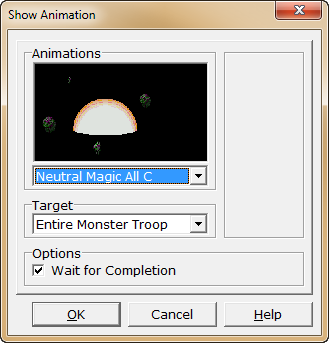 Show Animation
Animations
Neutral Magic All C
Target
Entire Monster Troop
Options
Wait for Completion
OK Cancel Help